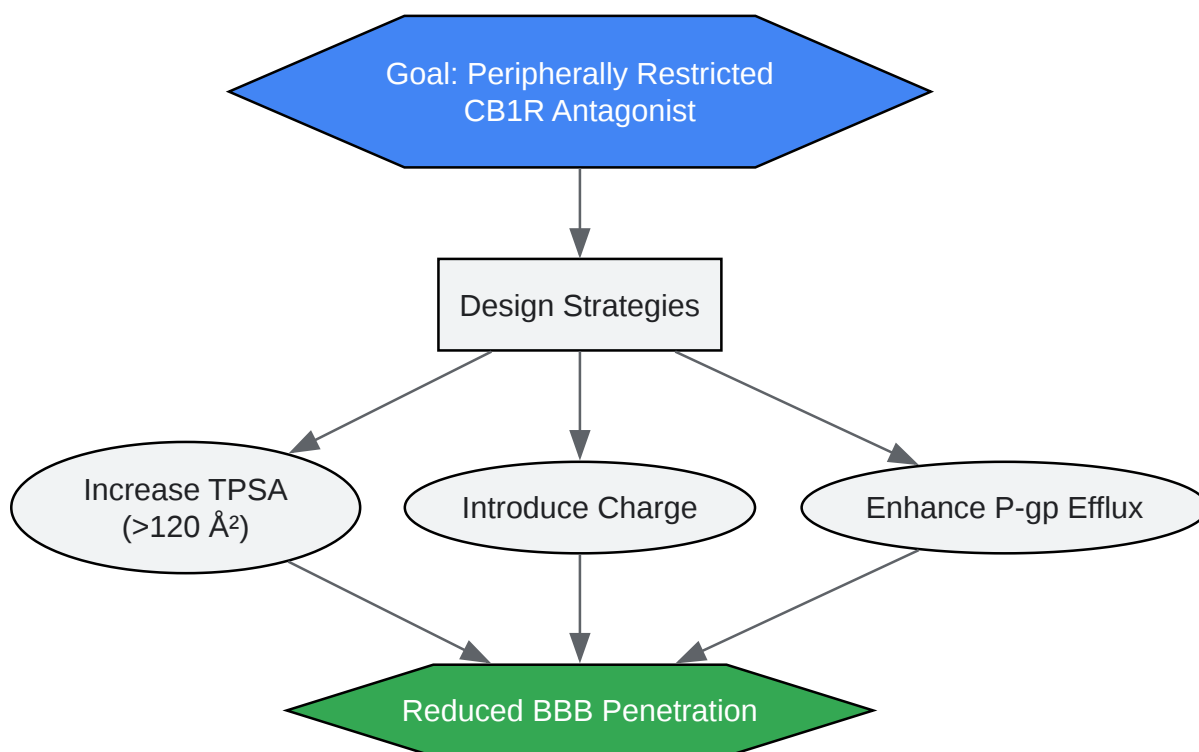 Goal: Peripherally Restricted
CB1R Antagonist
Design Strategies
Increase TPSA
(>120 Å²)
Introduce Charge
Enhance P-gp Efflux
Reduced BBB Penetration